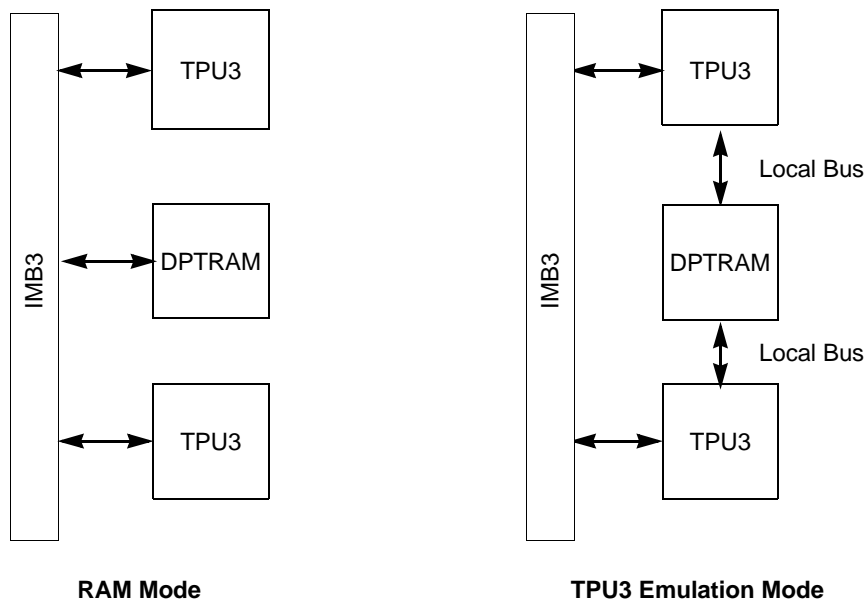 TPU3
DPTRAM
TPU3
IMB3
RAM Mode
TPU3
Local Bus
DPTRAM
Local Bus
TPU3
IMB3
TPU3 Emulation Mode